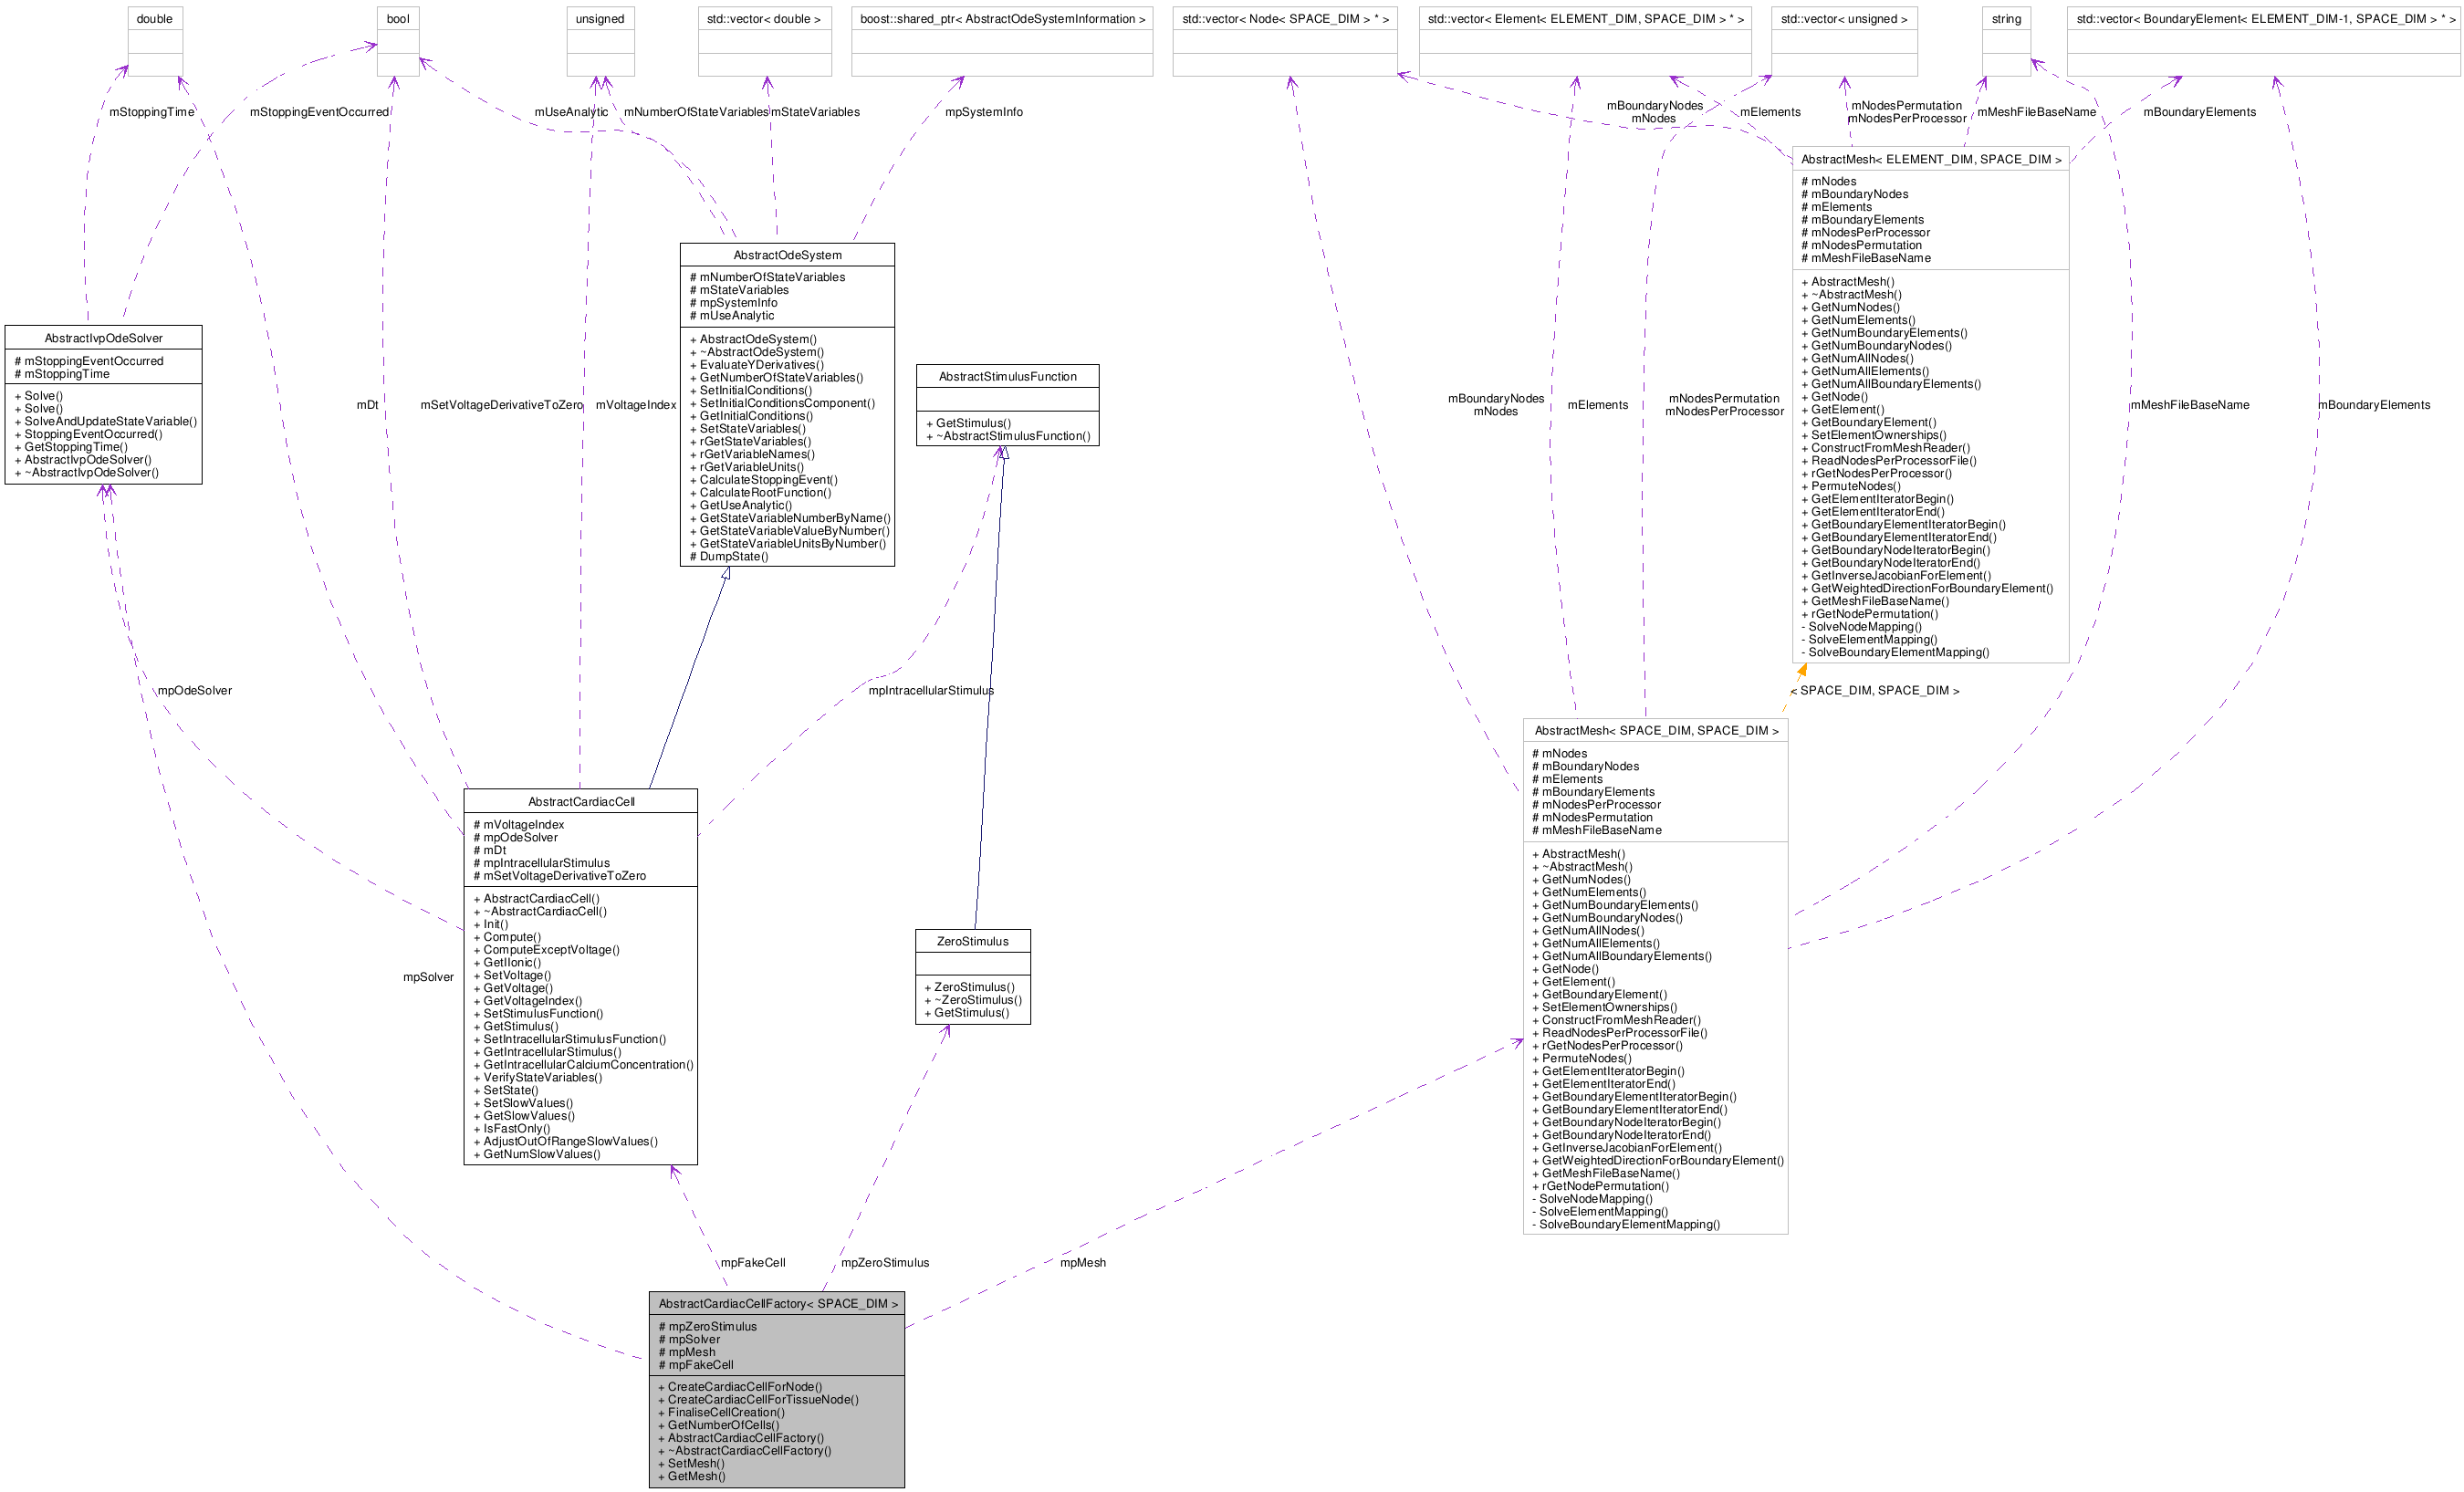 double
bool
unsigned
std::vector< double >
boost::shared_ptr< AbstractOdeSystemInformation >
std::vector< Node< SPACE_DIM > * >
std::vector< Element< ELEMENT_DIM, SPACE_DIM > * >
std::vector< unsigned >
string
std::vector< BoundaryElement< ELEMENT_DIM-1, SPACE_DIM > * >
mStoppingTime
mStoppingEventOccurred
mUseAnalytic
mNumberOfStateVariables
mStateVariables
mpSystemInfo
mBoundaryNodes
mNodes
mElements
mNodesPermutation
mNodesPerProcessor
mMeshFileBaseName
mBoundaryElements
AbstractMesh< ELEMENT_DIM, SPACE_DIM >
# mNodes
# mBoundaryNodes
# mElements
# mBoundaryElements
# mNodesPerProcessor
# mNodesPermutation
# mMeshFileBaseName
+ AbstractMesh()
+ ~AbstractMesh()
+ GetNumNodes()
+ GetNumElements()
+ GetNumBoundaryElements()
+ GetNumBoundaryNodes()
+ GetNumAllNodes()
+ GetNumAllElements()
+ GetNumAllBoundaryElements()
+ GetNode()
+ GetElement()
+ GetBoundaryElement()
+ SetElementOwnerships()
+ ConstructFromMeshReader()
+ ReadNodesPerProcessorFile()
+ rGetNodesPerProcessor()
+ PermuteNodes()
+ GetElementIteratorBegin()
+ GetElementIteratorEnd()
+ GetBoundaryElementIteratorBegin()
+ GetBoundaryElementIteratorEnd()
+ GetBoundaryNodeIteratorBegin()
+ GetBoundaryNodeIteratorEnd()
+ GetInverseJacobianForElement()
+ GetWeightedDirectionForBoundaryElement()
+ GetMeshFileBaseName()
+ rGetNodePermutation()
- SolveNodeMapping()
- SolveElementMapping()
- SolveBoundaryElementMapping()
AbstractOdeSystem
# mNumberOfStateVariables
# mStateVariables
# mpSystemInfo
# mUseAnalytic
+ AbstractOdeSystem()
+ ~AbstractOdeSystem()
+ EvaluateYDerivatives()
+ GetNumberOfStateVariables()
+ SetInitialConditions()
+ SetInitialConditionsComponent()
+ GetInitialConditions()
+ SetStateVariables()
+ rGetStateVariables()
+ rGetVariableNames()
+ rGetVariableUnits()
+ CalculateStoppingEvent()
+ CalculateRootFunction()
+ GetUseAnalytic()
+ GetStateVariableNumberByName()
+ GetStateVariableValueByNumber()
+ GetStateVariableUnitsByNumber()
# DumpState()
AbstractIvpOdeSolver
# mStoppingEventOccurred
# mStoppingTime
+ Solve()
+ Solve()
+ SolveAndUpdateStateVariable()
+ StoppingEventOccurred()
+ GetStoppingTime()
+ AbstractIvpOdeSolver()
+ ~AbstractIvpOdeSolver()
AbstractStimulusFunction
+ GetStimulus()
+ ~AbstractStimulusFunction()
mDt
mSetVoltageDerivativeToZero
mVoltageIndex
mBoundaryNodes
mNodes
mElements
mNodesPermutation
mNodesPerProcessor
mMeshFileBaseName
mBoundaryElements
mpOdeSolver
mpIntracellularStimulus
< SPACE_DIM, SPACE_DIM >
AbstractMesh< SPACE_DIM, SPACE_DIM >
# mNodes
# mBoundaryNodes
# mElements
# mBoundaryElements
# mNodesPerProcessor
# mNodesPermutation
# mMeshFileBaseName
+ AbstractMesh()
+ ~AbstractMesh()
+ GetNumNodes()
+ GetNumElements()
+ GetNumBoundaryElements()
+ GetNumBoundaryNodes()
+ GetNumAllNodes()
+ GetNumAllElements()
+ GetNumAllBoundaryElements()
+ GetNode()
+ GetElement()
+ GetBoundaryElement()
+ SetElementOwnerships()
+ ConstructFromMeshReader()
+ ReadNodesPerProcessorFile()
+ rGetNodesPerProcessor()
+ PermuteNodes()
+ GetElementIteratorBegin()
+ GetElementIteratorEnd()
+ GetBoundaryElementIteratorBegin()
+ GetBoundaryElementIteratorEnd()
+ GetBoundaryNodeIteratorBegin()
+ GetBoundaryNodeIteratorEnd()
+ GetInverseJacobianForElement()
+ GetWeightedDirectionForBoundaryElement()
+ GetMeshFileBaseName()
+ rGetNodePermutation()
- SolveNodeMapping()
- SolveElementMapping()
- SolveBoundaryElementMapping()
AbstractCardiacCell
# mVoltageIndex
# mpOdeSolver
# mDt
# mpIntracellularStimulus
# mSetVoltageDerivativeToZero
+ AbstractCardiacCell()
+ ~AbstractCardiacCell()
+ Init()
+ Compute()
+ ComputeExceptVoltage()
+ GetIIonic()
+ SetVoltage()
+ GetVoltage()
+ GetVoltageIndex()
+ SetStimulusFunction()
+ GetStimulus()
+ SetIntracellularStimulusFunction()
+ GetIntracellularStimulus()
+ GetIntracellularCalciumConcentration()
+ VerifyStateVariables()
+ SetState()
+ SetSlowValues()
+ GetSlowValues()
+ IsFastOnly()
+ AdjustOutOfRangeSlowValues()
+ GetNumSlowValues()
ZeroStimulus
+ ZeroStimulus()
+ ~ZeroStimulus()
+ GetStimulus()
mpSolver
mpFakeCell
mpZeroStimulus
mpMesh
AbstractCardiacCellFactory< SPACE_DIM >
# mpZeroStimulus
# mpSolver
# mpMesh
# mpFakeCell
+ CreateCardiacCellForNode()
+ CreateCardiacCellForTissueNode()
+ FinaliseCellCreation()
+ GetNumberOfCells()
+ AbstractCardiacCellFactory()
+ ~AbstractCardiacCellFactory()
+ SetMesh()
+ GetMesh()